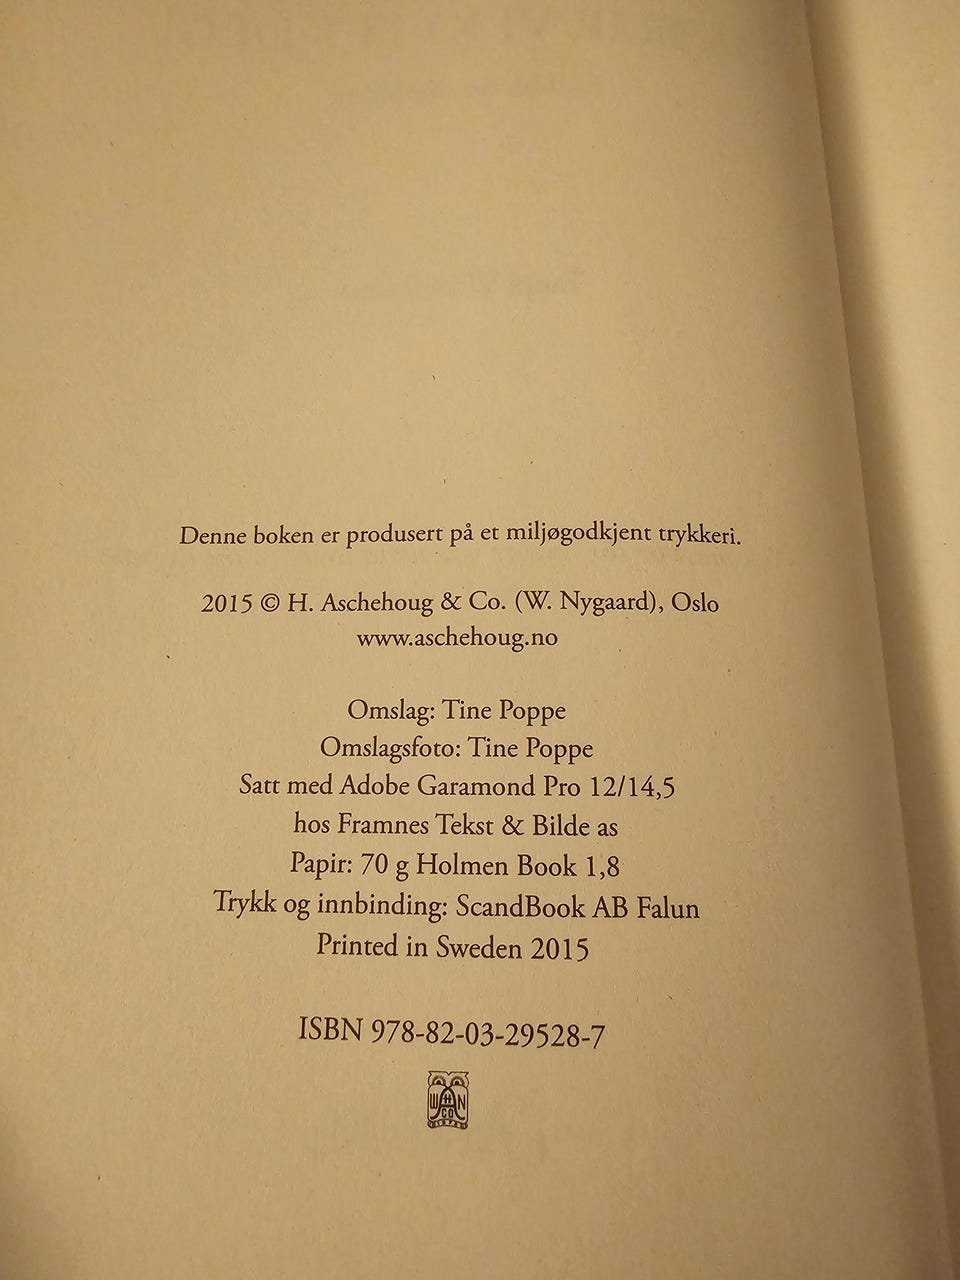 Denne boken er produsert på et miljøgodkjent trykkeri.
2015 © H. Aschehoug & Co. (W. Nygaard), Oslo
www.aschehoug.no
Omslag: Tine Poppe
Omslagsfoto: Tine Poppe
Satt med Adobe Garamond Pro 12/14,5
hos Framnes Tekst & Bilde as
Papir: 70 g Holmen Book 1,8
Trykk og innbinding: ScandBook AB Falun
Printed in Sweden 2015
ISBN 978-82-03-29528-7